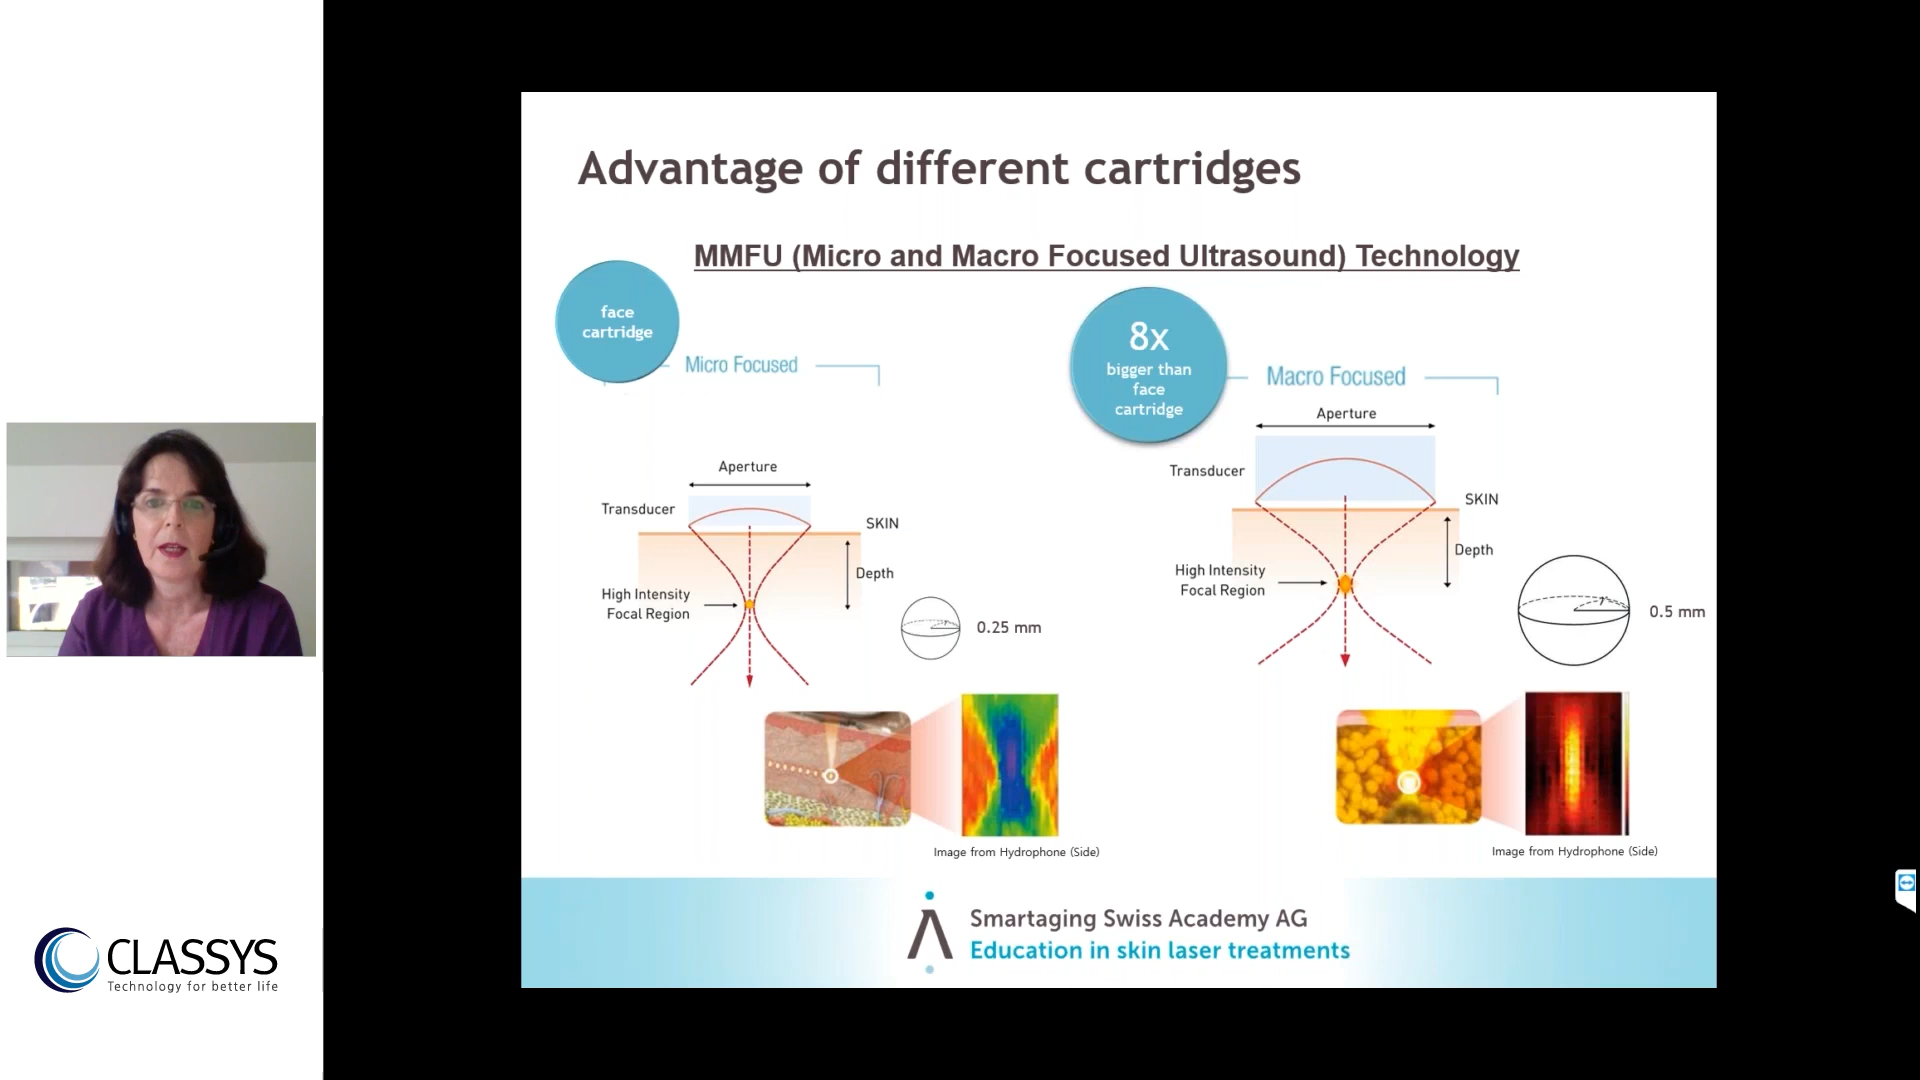 Advantage of different cartridges
MMFU (Micro and Macro Focused Ultrasound) Technology
face
cartridge
Micro Focused
Aperture
Transducer
SKIN
Depth
High Intensity
Focal Region
r
0.25 mm
Image from Hydrophone (Side)
8x
bigger than
face
cartridge
Macro Focused
Aperture
Transducer
SKIN
Depth
High Intensity
Focal Region
r
0.5 mm
Image from Hydrophone (Side)
Smartaging Swiss Academy AG
Education in skin laser treatments
CLASSYS
Technology for better life